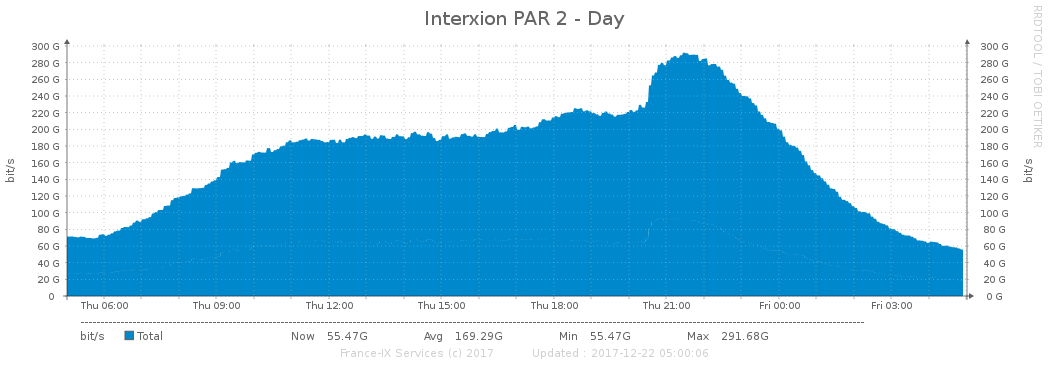 Interxion PAR 2 - Day
RRDTOOL / TOBI OETIKER
300 G 300 G
280 G 280 G
260 G 260 G
240 G 240 G
220 G 220 G
200 G 200 G
180 G 180 G
160 G 160 G
140 G 140 G
120 G 120 G
100 G 100 G
80 G 80 G
60 G 60 G
40 G 40 G
20 G 20 G
0 0 G
bit/s bit/s
Thu 06:00 Thu 09:00 Thu 12:00 Thu 15:00 Thu 18:00 Thu 21:00 Fri 00:00 Fri 03:00
bit/s Total Now 55.47G Avg 169.29G Min 55.47G Max 291.68G
France-IX Services (c) 2017 Updated : 2017-12-22 05:00:06